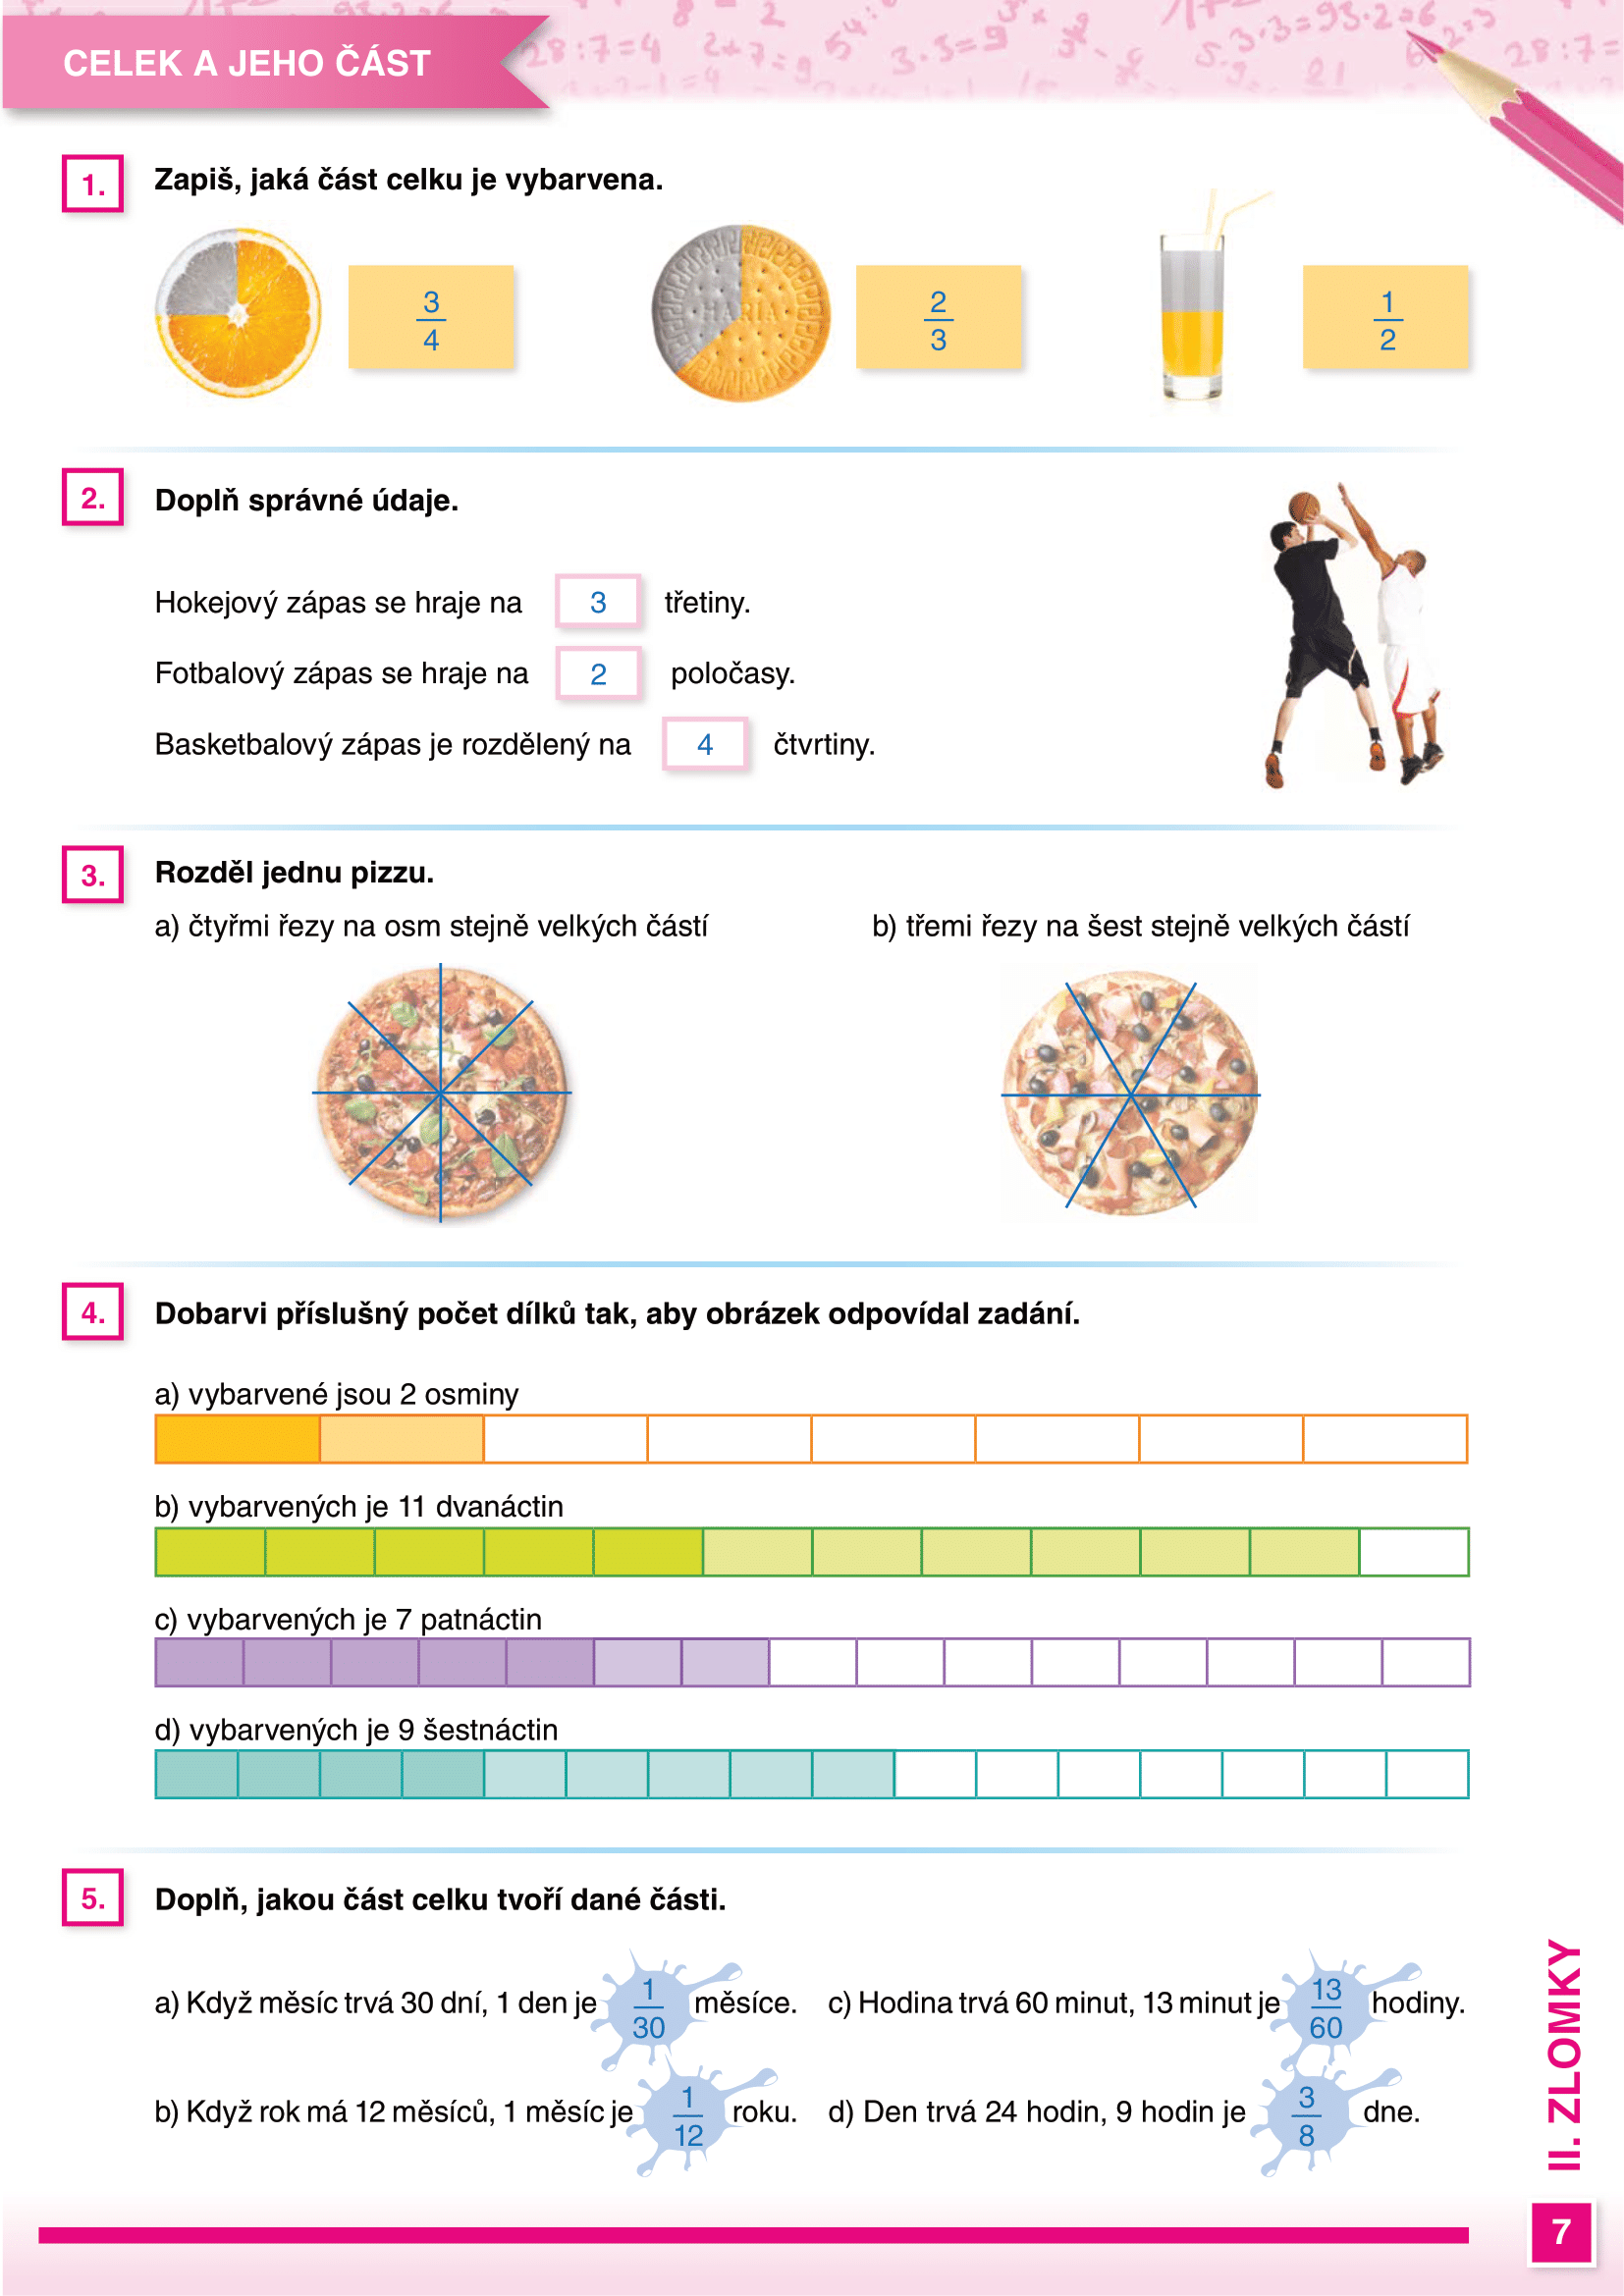 CELEK A JEHO ČÁST
1. Zapiš, jaká část celku je vybarvena.
3/4 2/3 1/2
2. Doplň správné údaje.
Hokejový zápas se hraje na 3 třetiny.
Fotbalový zápas se hraje na 2 poločasy.
Basketbalový zápas je rozdělený na 4 čtvrtiny.
3. Rozděl jednu pizzu.
a) čtyřmi řezy na osm stejně velkých částí b) třemi řezy na šest stejně velkých částí
4. Dobarvi příslušný počet dílků tak, aby obrázek odpovídal zadání.
a) vybarvené jsou 2 osminy
b) vybarvených je 11 dvanáctin
c) vybarvených je 7 patnáctin
d) vybarvených je 9 šestnáctin
5. Doplň, jakou část celku tvoří dané části.
a) Když měsíc trvá 30 dní, 1 den je 1/30 měsíce. c) Hodina trvá 60 minut, 13 minut je 13/60 hodiny.
b) Když rok má 12 měsíců, 1 měsíc je 1/12 roku. d) Den trvá 24 hodin, 9 hodin je 3/8 dne.
II. ZLOMKY
7